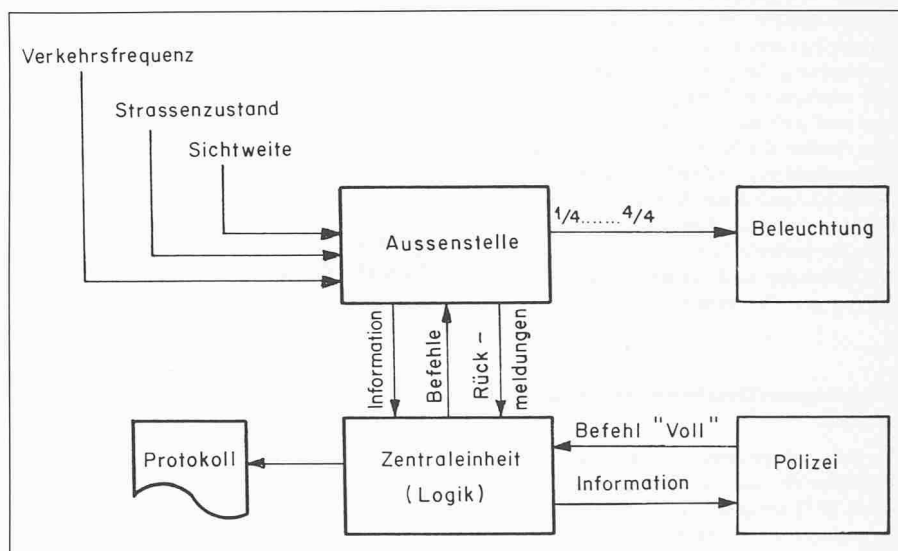 Verkehrsfrequenz
Strassenzustand
Sichtweite
Aussenstelle
1/4......4/4
Beleuchtung
Information
Befehle
Rück-
meldungen
Protokoll
Zentraleinheit
(Logik)
Befehl "Voll"
Information
Polizei